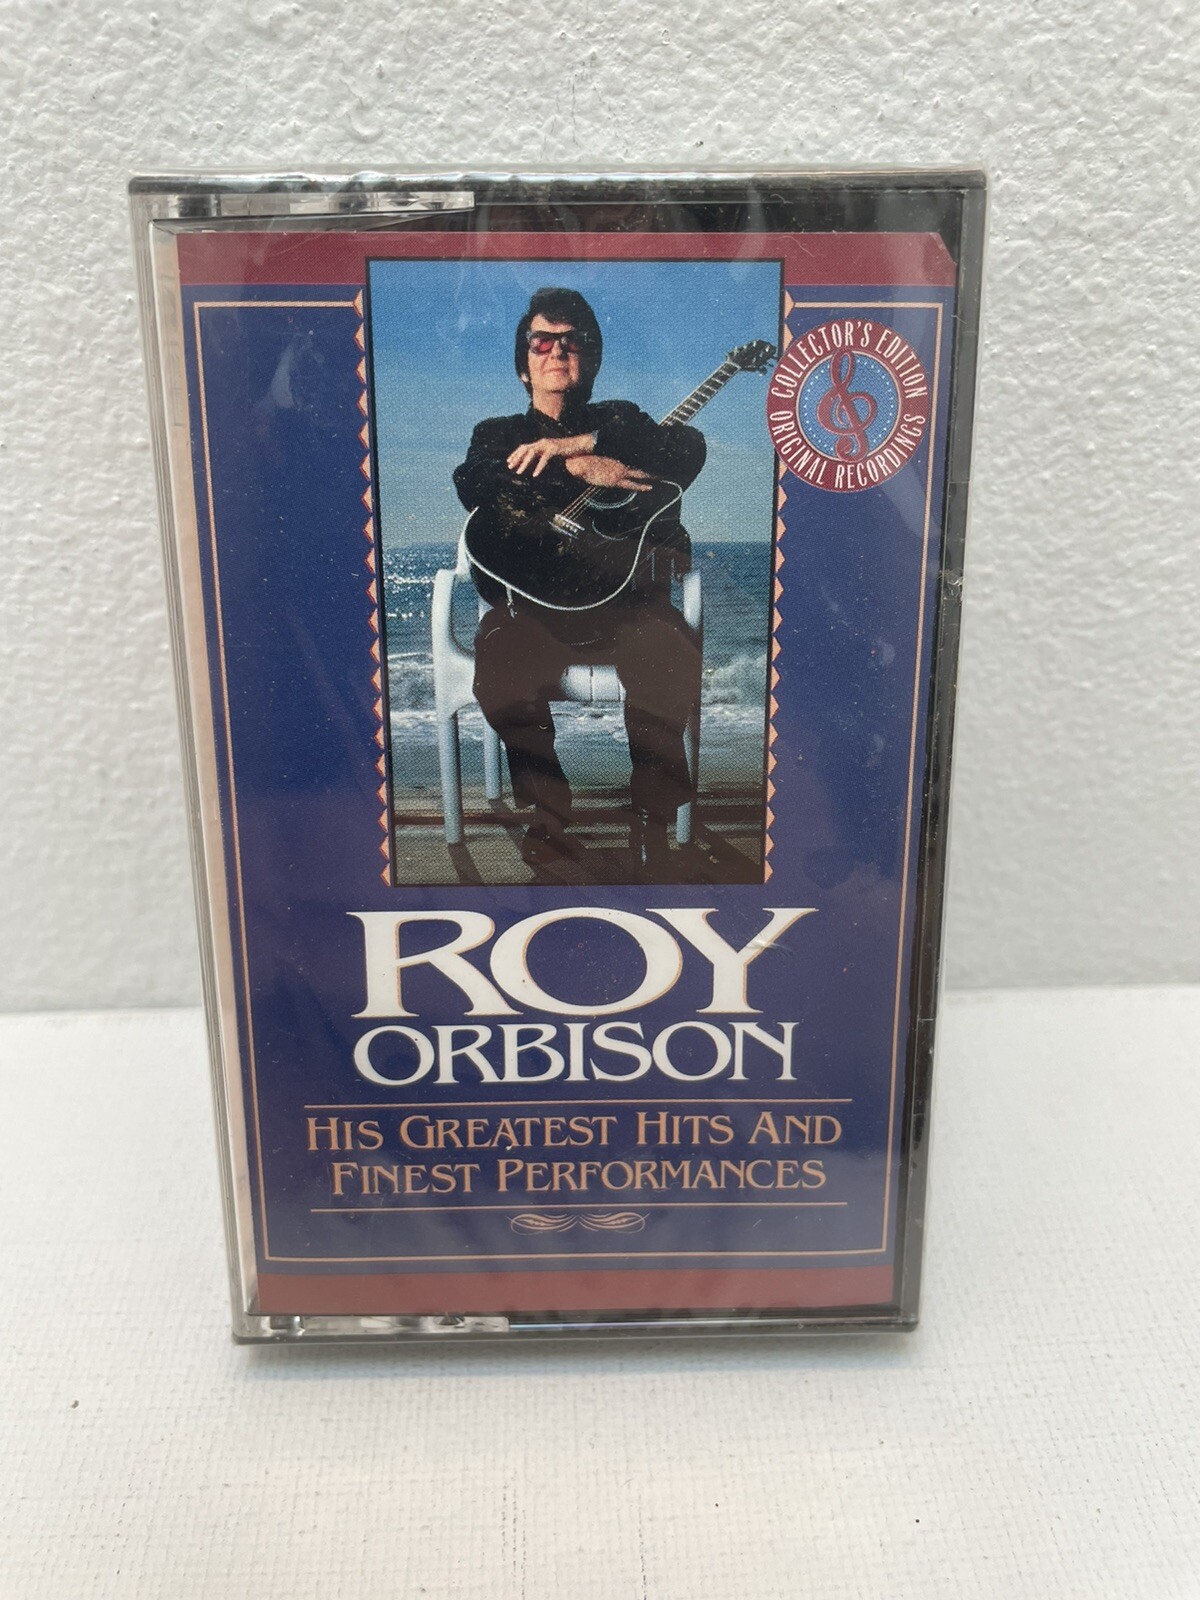 COLLECTOR'S EDITION
ORIGINAL RECORDINGS
ROY
ORBISON
HIS GREATEST HITS AND
FINEST PERFORMANCES